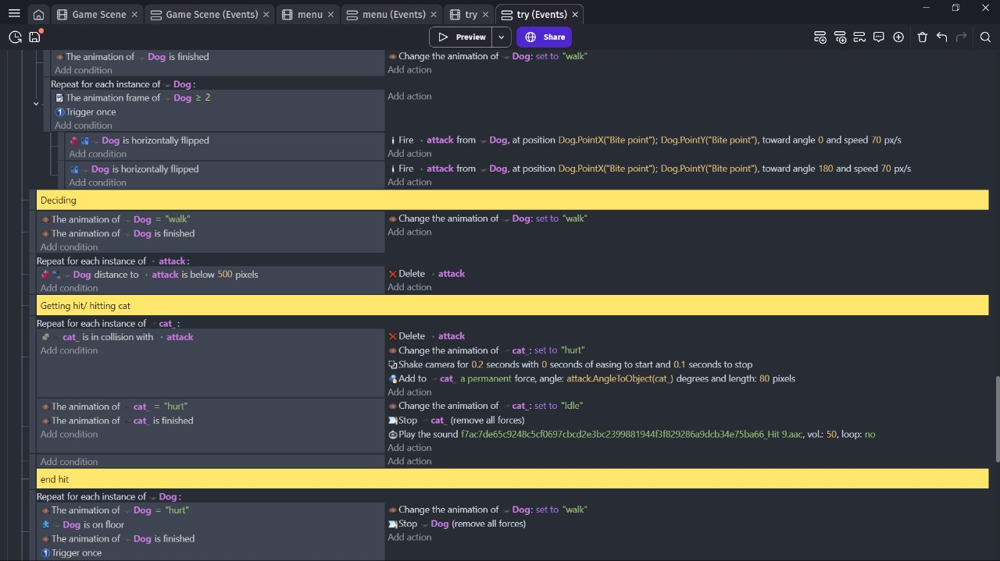 Game Scene × Game Scene (Events) × menu × menu (Events) × try × try (Events) ×
Preview Share
The animation of Dog is finished Change the animation of Dog: set to "walk"
Add condition Add action
Repeat for each instance of Dog:
The animation frame of Dog ≥ 2 Add action
Trigger once
Add condition
Dog is horizontally flipped Fire attack from Dog, at position Dog.PointX("Bite point"); Dog.PointY("Bite point"), toward angle 0 and speed 70 px/s
Add condition Add action
Dog is horizontally flipped Fire attack from Dog, at position Dog.PointX("Bite point"); Dog.PointY("Bite point"), toward angle 180 and speed 70 px/s
Add condition Add action
Deciding
The animation of Dog = "walk" Change the animation of Dog: set to "walk"
The animation of Dog is finished Add action
Add condition
Repeat for each instance of attack:
Dog distance to attack is below 500 pixels Delete attack
Add condition Add action
Getting hit/ hitting cat
Repeat for each instance of cat_:
cat_ is in collision with attack Delete attack
Add condition Change the animation of cat_: set to "hurt"
Shake camera for 0.2 seconds with 0 seconds of easing to start and 0.1 seconds to stop
Add to cat_ a permanent force, angle: attack.AngleToObject(cat_) degrees and length: 80 pixels
Add action
The animation of cat_ = "hurt" Change the animation of cat_: set to "Idle"
The animation of cat_ is finished Stop cat_ (remove all forces)
Add condition Play the sound f7ac7de65c9248c5cf0697cbcd2e3bc2399881944f3f829286a9dcb34e75ba66_Hit 9.aac, vol.: 50, loop: no
Add action
Add condition Add action
end hit
Repeat for each instance of Dog:
The animation of Dog = "hurt" Change the animation of Dog: set to "walk"
Dog is on floor Stop Dog (remove all forces)
The animation of Dog is finished Add action
Trigger once